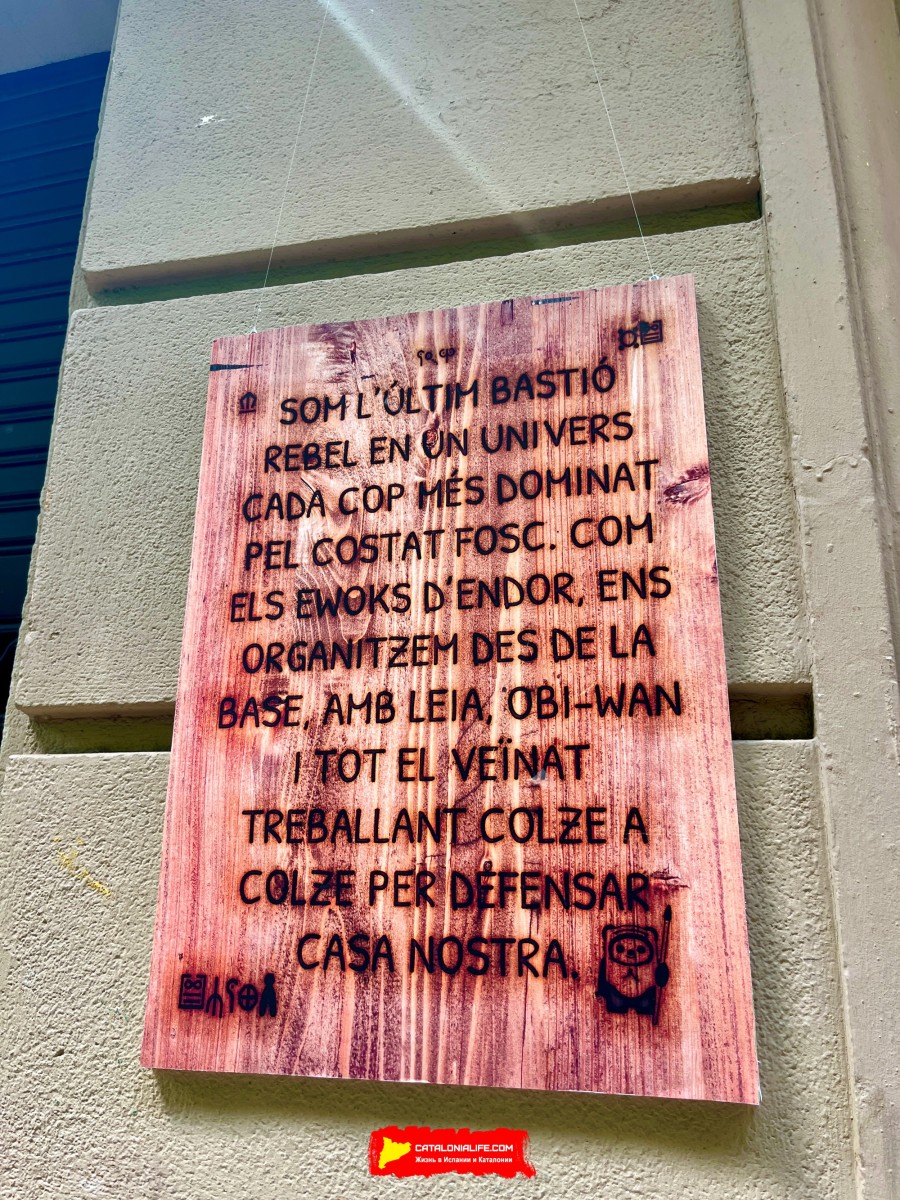 SOM L'ÚLTIM BASTIÓ
REBEL EN UN UNIVERS
CADA COP MÉS DOMINAT
PEL COSTAT FOSC. COM
ELS EWOKS D'ENDOR, ENS
ORGANITZEM DES DE LA
BASE, AMB LEIA, OBI-WAN
I TOT EL VEÏNAT
TREBALLANT COLZE A
COLZE PER DEFENSAR
CASA NOSTRA.
CATALONIALIFE.COM
Жизнь в Испании и Каталонии